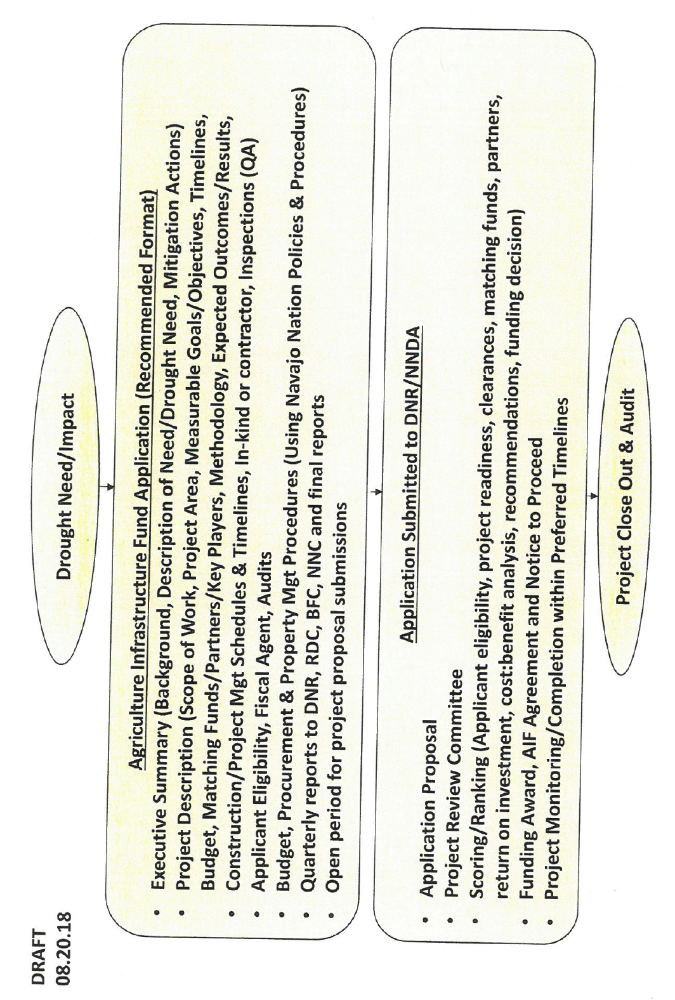 DRAFT
08.20.18
Drought Need/Impact
Agriculture Infrastructure Fund Application (Recommended Format)
• Executive Summary (Background, Description of Need/Drought Need, Mitigation Actions)
• Project Description (Scope of Work, Project Area, Measurable Goals/Objectives, Timelines,
Budget, Matching Funds/Partners/Key Players, Methodology, Expected Outcomes/Results,
• Construction/Project Mgt Schedules & Timelines, In-kind or contractor, Inspections (QA)
• Applicant Eligibility, Fiscal Agent, Audits
• Budget, Procurement & Property Mgt Procedures (Using Navajo Nation Policies & Procedures)
• Quarterly reports to DNR, RDC, BFC, NNC and final reports
• Open period for project proposal submissions
Application Submitted to DNR/NNDA
• Application Proposal
• Project Review Committee
• Scoring/Ranking (Applicant eligibility, project readiness, clearances, matching funds, partners,
return on investment, cost:benefit analysis, recommendations, funding decision)
• Funding Award, AIF Agreement and Notice to Proceed
• Project Monitoring/Completion within Preferred Timelines
Project Close Out & Audit